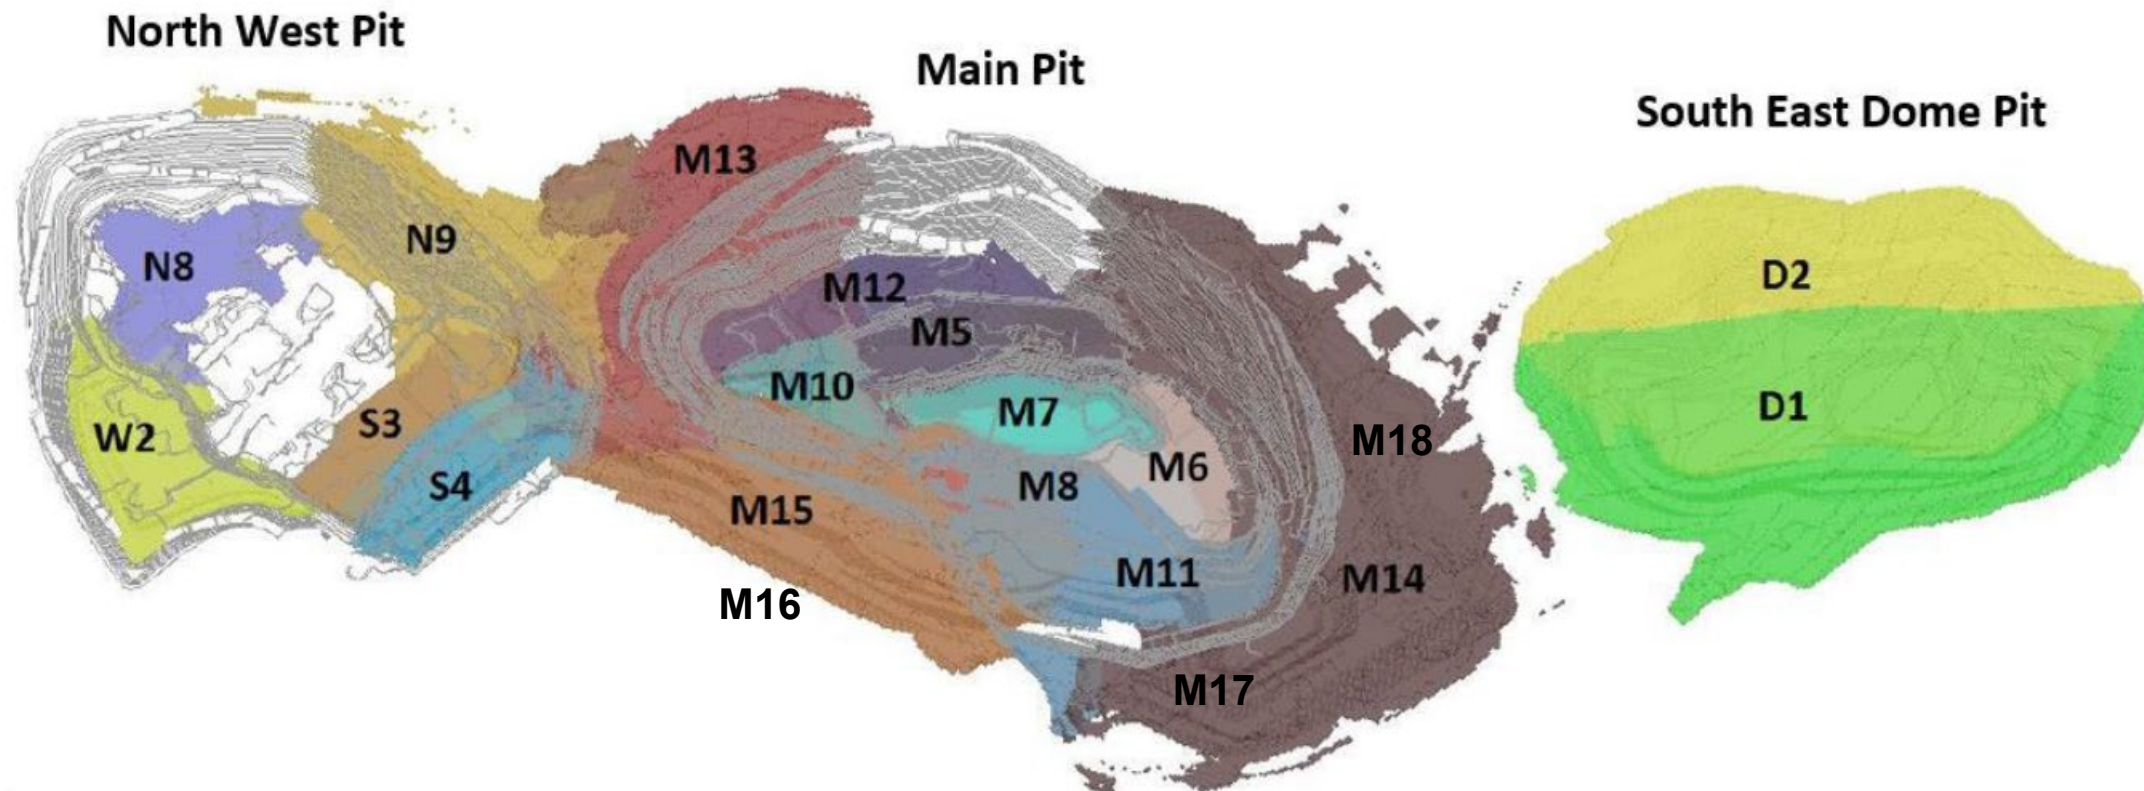 North West Pit
Main Pit
South East Dome Pit
M13
N9
N8
D2
M12
M5
M10
M7
D1
S3
W2
M18
M6
S4
M8
M15
M11
M14
M16
M17